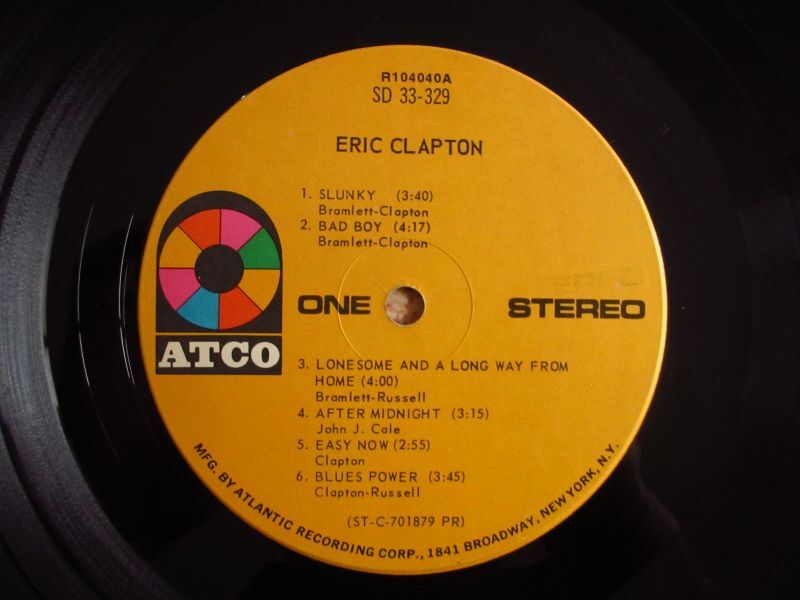 R104040A
SD 33-329
ERIC CLAPTON
1. SLUNKY (3:40)
Bramlett-Clapton
2. BAD BOY (4:17)
Bramlett-Clapton
ONE
STEREO
ATCO
3. LONESOME AND A LONG WAY FROM
HOME (4:00)
Bramlett-Russell
4. AFTER MIDNIGHT (3:15)
John J. Cale
5. EASY NOW (2:55)
Clapton
6. BLUES POWER (3:45)
Clapton-Russell
(ST-C-701879 PR)
MFG. BY ATLANTIC RECORDING CORP., 1841 BROADWAY, NEW YORK, N.Y.